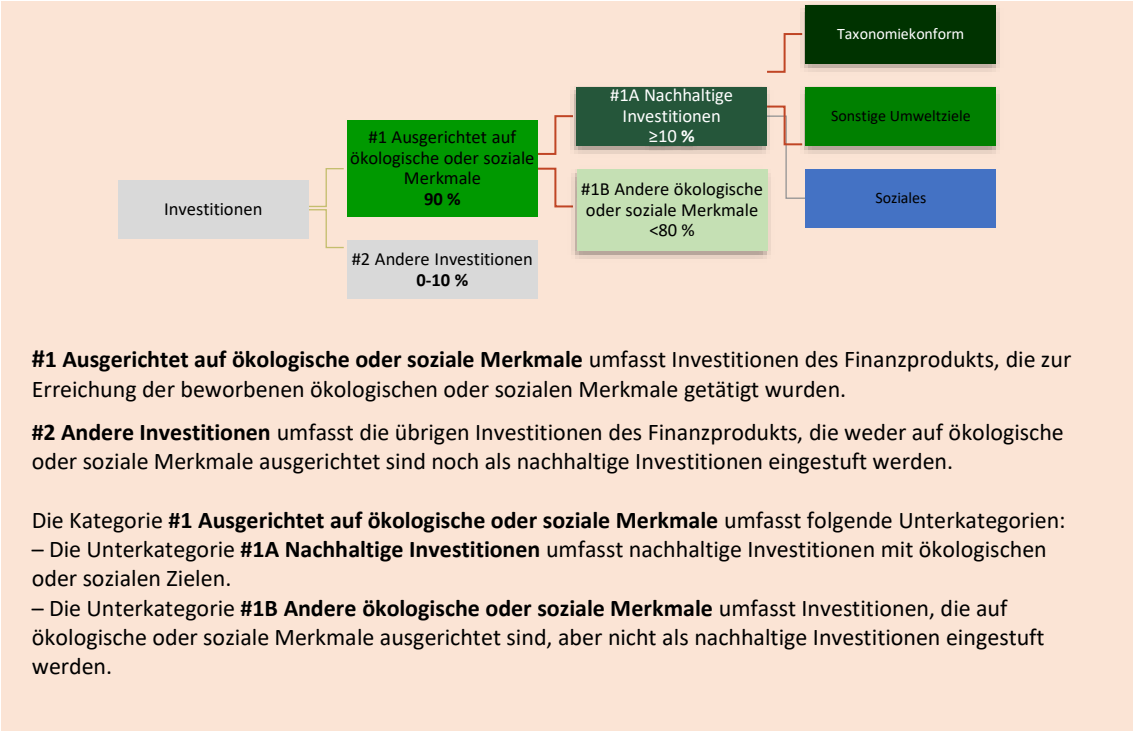 Taxonomiekonform
#1A Nachhaltige
Investitionen
≥10 %
Sonstige Umweltziele
#1 Ausgerichtet auf
ökologische oder soziale
Merkmale
90 %
#1B Andere ökologische
oder soziale Merkmale
<80 %
Soziales
Investitionen
#2 Andere Investitionen
0-10 %
#1 Ausgerichtet auf ökologische oder soziale Merkmale umfasst Investitionen des Finanzprodukts, die zur
Erreichung der beworbenen ökologischen oder sozialen Merkmale getätigt wurden.
#2 Andere Investitionen umfasst die übrigen Investitionen des Finanzprodukts, die weder auf ökologische
oder soziale Merkmale ausgerichtet sind noch als nachhaltige Investitionen eingestuft werden.
Die Kategorie #1 Ausgerichtet auf ökologische oder soziale Merkmale umfasst folgende Unterkategorien:
– Die Unterkategorie #1A Nachhaltige Investitionen umfasst nachhaltige Investitionen mit ökologischen
oder sozialen Zielen.
– Die Unterkategorie #1B Andere ökologische oder soziale Merkmale umfasst Investitionen, die auf
ökologische oder soziale Merkmale ausgerichtet sind, aber nicht als nachhaltige Investitionen eingestuft
werden.